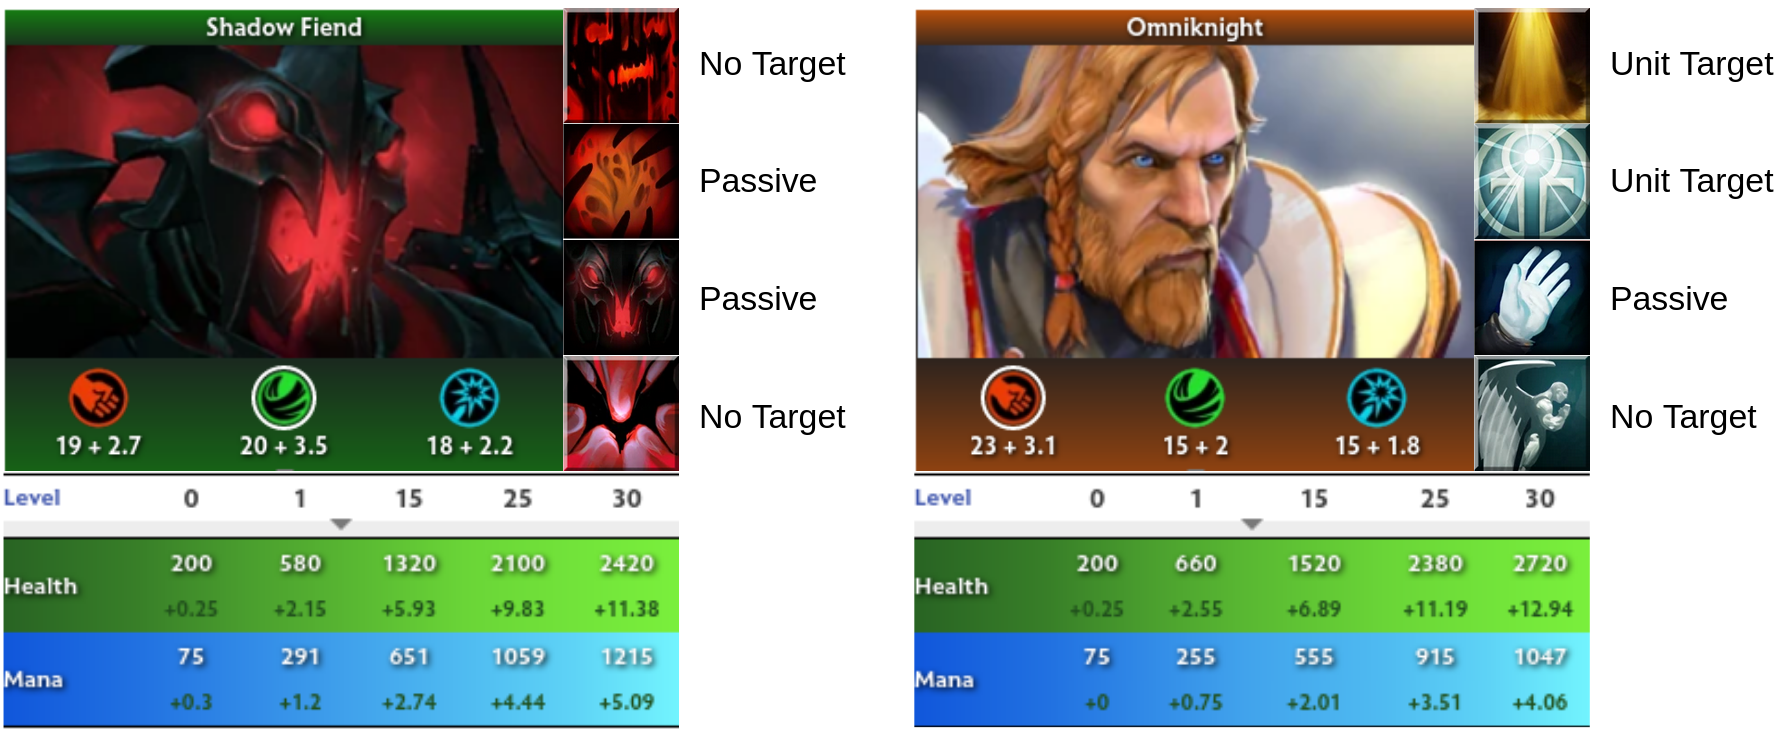 Shadow Fiend
No Target
Passive
Passive
No Target
19 + 2.7 20 + 3.5 18 + 2.2
Level 0 1 15 25 30
Health 200 580 1320 2100 2420
+0.25 +2.15 +5.93 +9.83 +11.38
Mana 75 291 651 1059 1215
+0.3 +1.2 +2.74 +4.44 +5.09
Omniknight
Unit Target
Unit Target
Passive
No Target
23 + 3.1 15 + 2 15 + 1.8
Level 0 1 15 25 30
Health 200 660 1520 2380 2720
+0.25 +2.55 +6.89 +11.19 +12.94
Mana 75 255 555 915 1047
+0 +0.75 +2.01 +3.51 +4.06